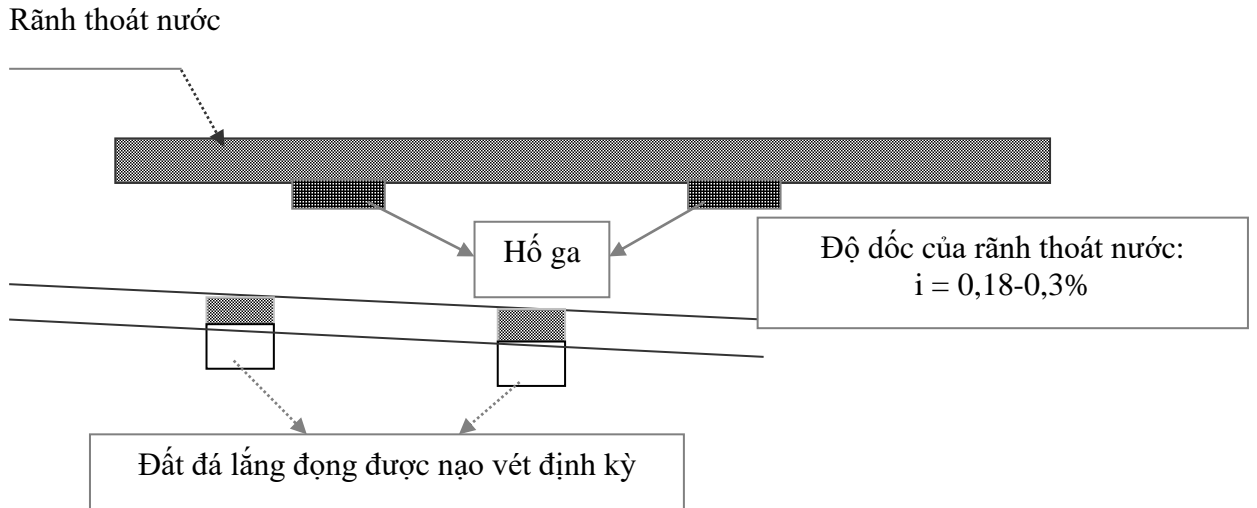 Rãnh thoát nước
Hố ga
Độ dốc của rãnh thoát nước:
i = 0,18-0,3%
Đất đá lắng đọng được nạo vét định kỳ